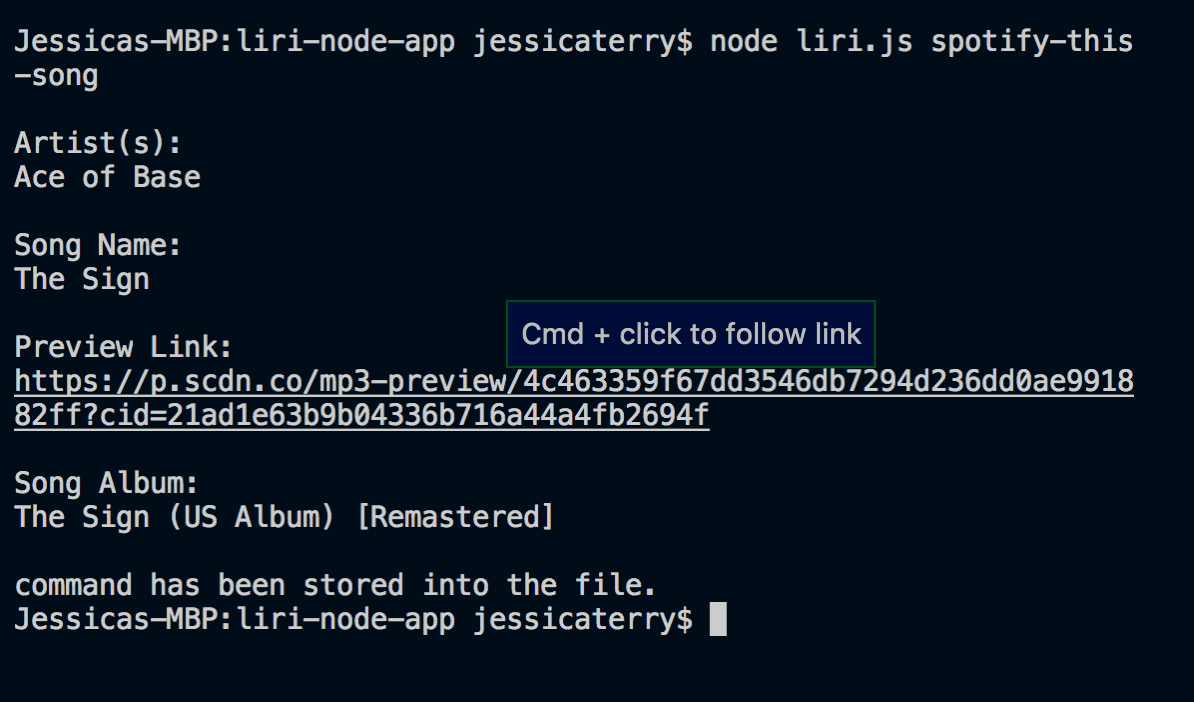 Jessicas-MBP:liri-node-app jessicaterry$ node liri.js spotify-this
-song
Artist(s):
Ace of Base
Song Name:
The Sign
Cmd + click to follow link
Preview Link:
https://p.scdn.co/mp3-preview/4c463359f67dd3546db7294d236dd0ae9918
82ff?cid=21ad1e63b9b04336b716a44a4fb2694f
Song Album:
The Sign (US Album) [Remastered]
command has been stored into the file.
Jessicas-MBP:liri-node-app jessicaterry$